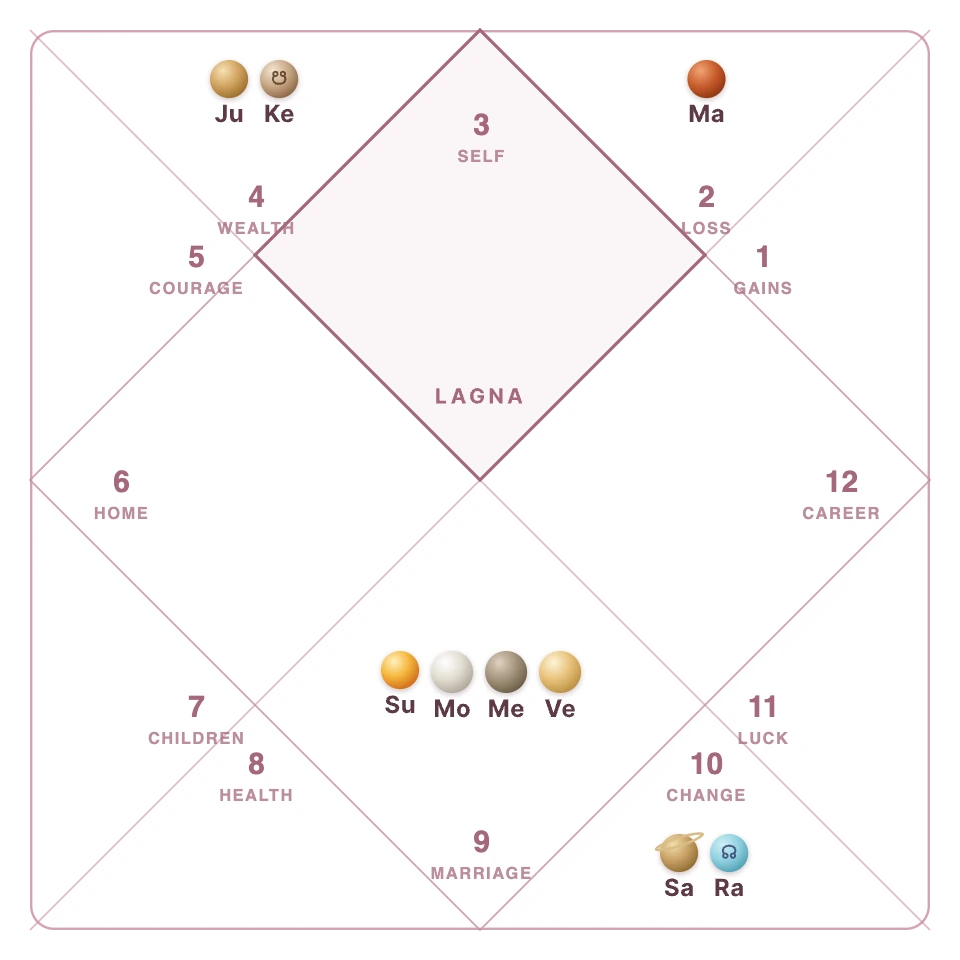 Ju Ke
Ma
3
SELF
4
WEALTH
2
LOSS
5
COURAGE
1
GAINS
LAGNA
6
HOME
12
CAREER
Su Mo Me Ve
7
CHILDREN
11
LUCK
8
HEALTH
10
CHANGE
9
MARRIAGE
Sa Ra